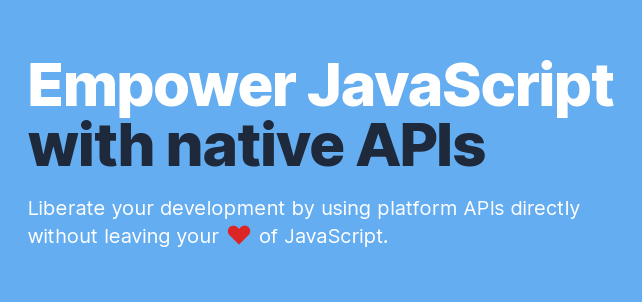 Empower JavaScript
with native APIs
Liberate your development by using platform APIs directly
without leaving your ❤ of JavaScript.